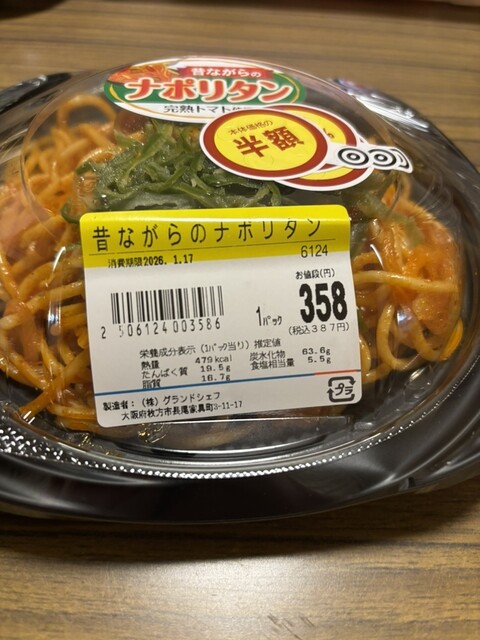 昔ながらの
ナポリタン
完熟トマト
本体価格の
半額
昔ながらのナポリタン
消費期限2026. 1.17
6124
お値段(円)
1パック 358
(税込387円)
2 506124 003586
栄養成分表示(1パック当り)推定値
熱量 479kcal 炭水化物 63.6g
たんぱく質 19.5g 食塩相当量 5.5g
脂質 16.7g
プラ
製造者:(株)グランドシェフ
大阪府枚方市長尾家具町3-11-17